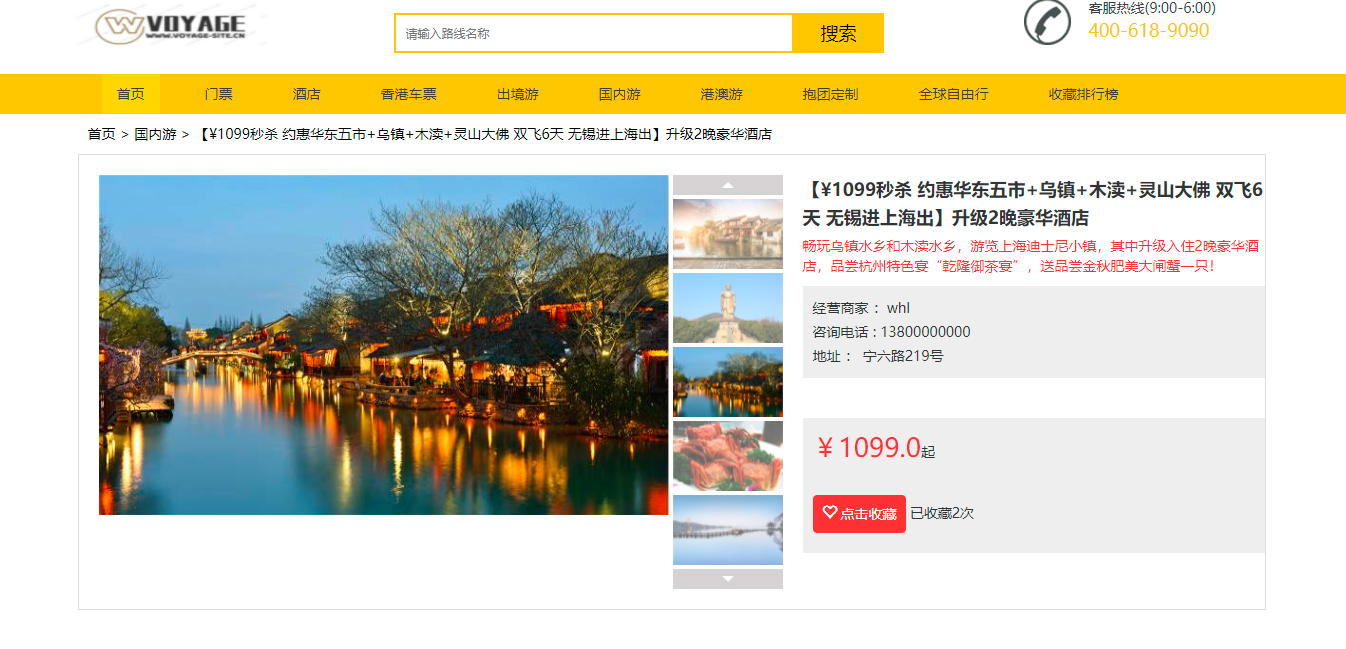 VOYAGE
WWW.VOYAGE-SITE.CN
请输入路线名称
搜索
客服热线(9:00-6:00)
400-618-9090
首页 门票 酒店 香港车票 出境游 国内游 港澳游 抱团定制 全球自由行 收藏排行榜
首页 > 国内游 > 【¥1099秒杀 约惠华东五市+乌镇+木渎+灵山大佛 双飞6天 无锡进上海出】升级2晚豪华酒店
【¥1099秒杀 约惠华东五市+乌镇+木渎+灵山大佛 双飞6
天 无锡进上海出】升级2晚豪华酒店
畅玩乌镇水乡和木渎水乡，游览上海迪士尼小镇，其中升级入住2晚豪华酒
店，品尝杭州特色宴“乾隆御茶宴”，送品尝金秋肥美大闸蟹一只！
经营商家： whl
咨询电话 : 13800000000
地址： 宁六路219号
￥1099.0起
点击收藏 已收藏2次